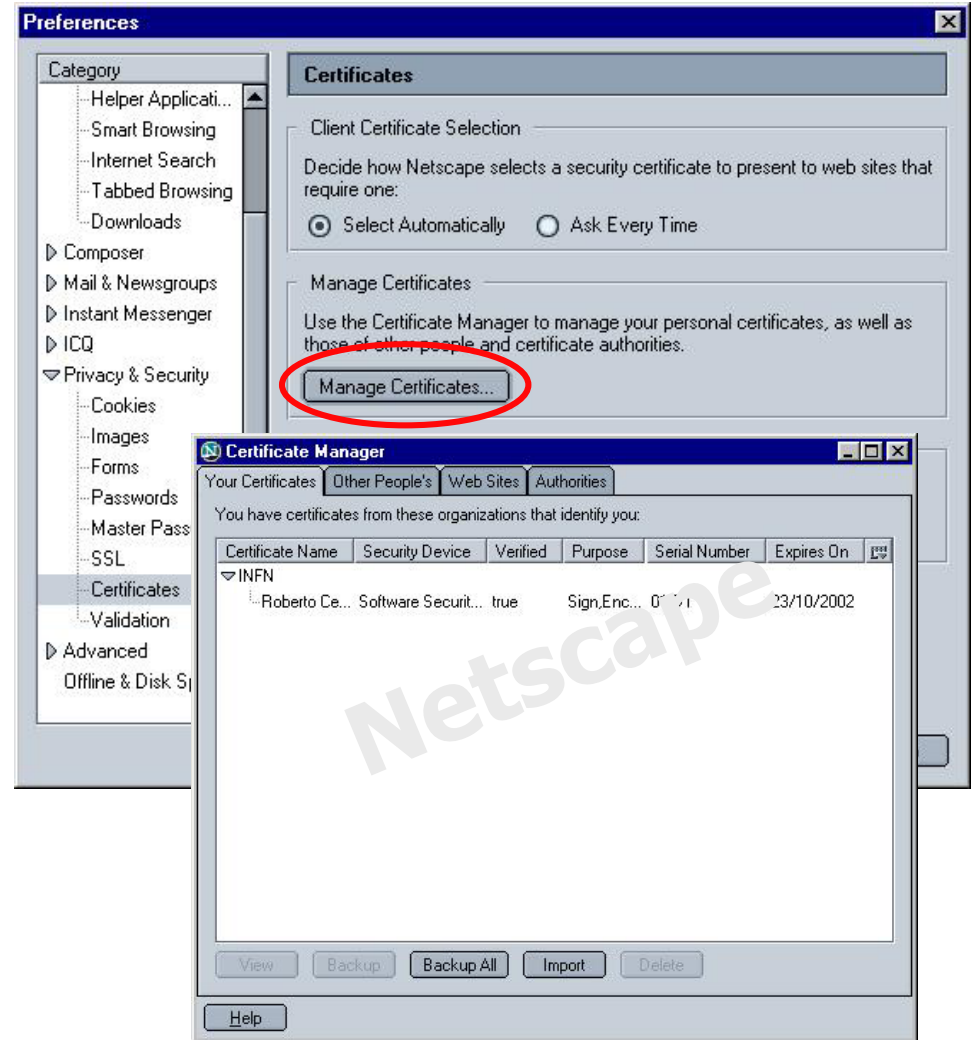 Preferences
Category
Helper Applicati...
Smart Browsing
Internet Search
Tabbed Browsing
Downloads
Composer
Mail & Newsgroups
Instant Messenger
ICQ
Privacy & Security
Cookies
Images
Forms
Passwords
Master Pass
SSL
Certificates
Validation
Advanced
Offline & Disk Sp
Certificates
Client Certificate Selection
Decide how Netscape selects a security certificate to present to web sites that
require one:
Select Automatically Ask Every Time
Manage Certificates
Use the Certificate Manager to manage your personal certificates, as well as
those of other people and certificate authorities.
Manage Certificates...
Certificate Manager
Your Certificates Other People's Web Sites Authorities
You have certificates from these organizations that identify you:
Certificate Name Security Device Verified Purpose Serial Number Expires On
INFN
Roberto Ce... Software Securit... true Sign,Enc... 23/10/2002
Netscape
View Backup Backup All Import Delete
Help